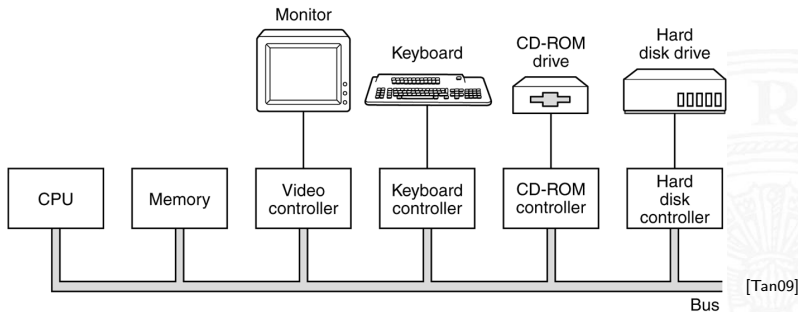 Monitor
Keyboard
CD-ROM
drive
Hard
disk drive
CPU
Memory
Video
controller
Keyboard
controller
CD-ROM
controller
Hard
disk
controller
[Tan09]
Bus